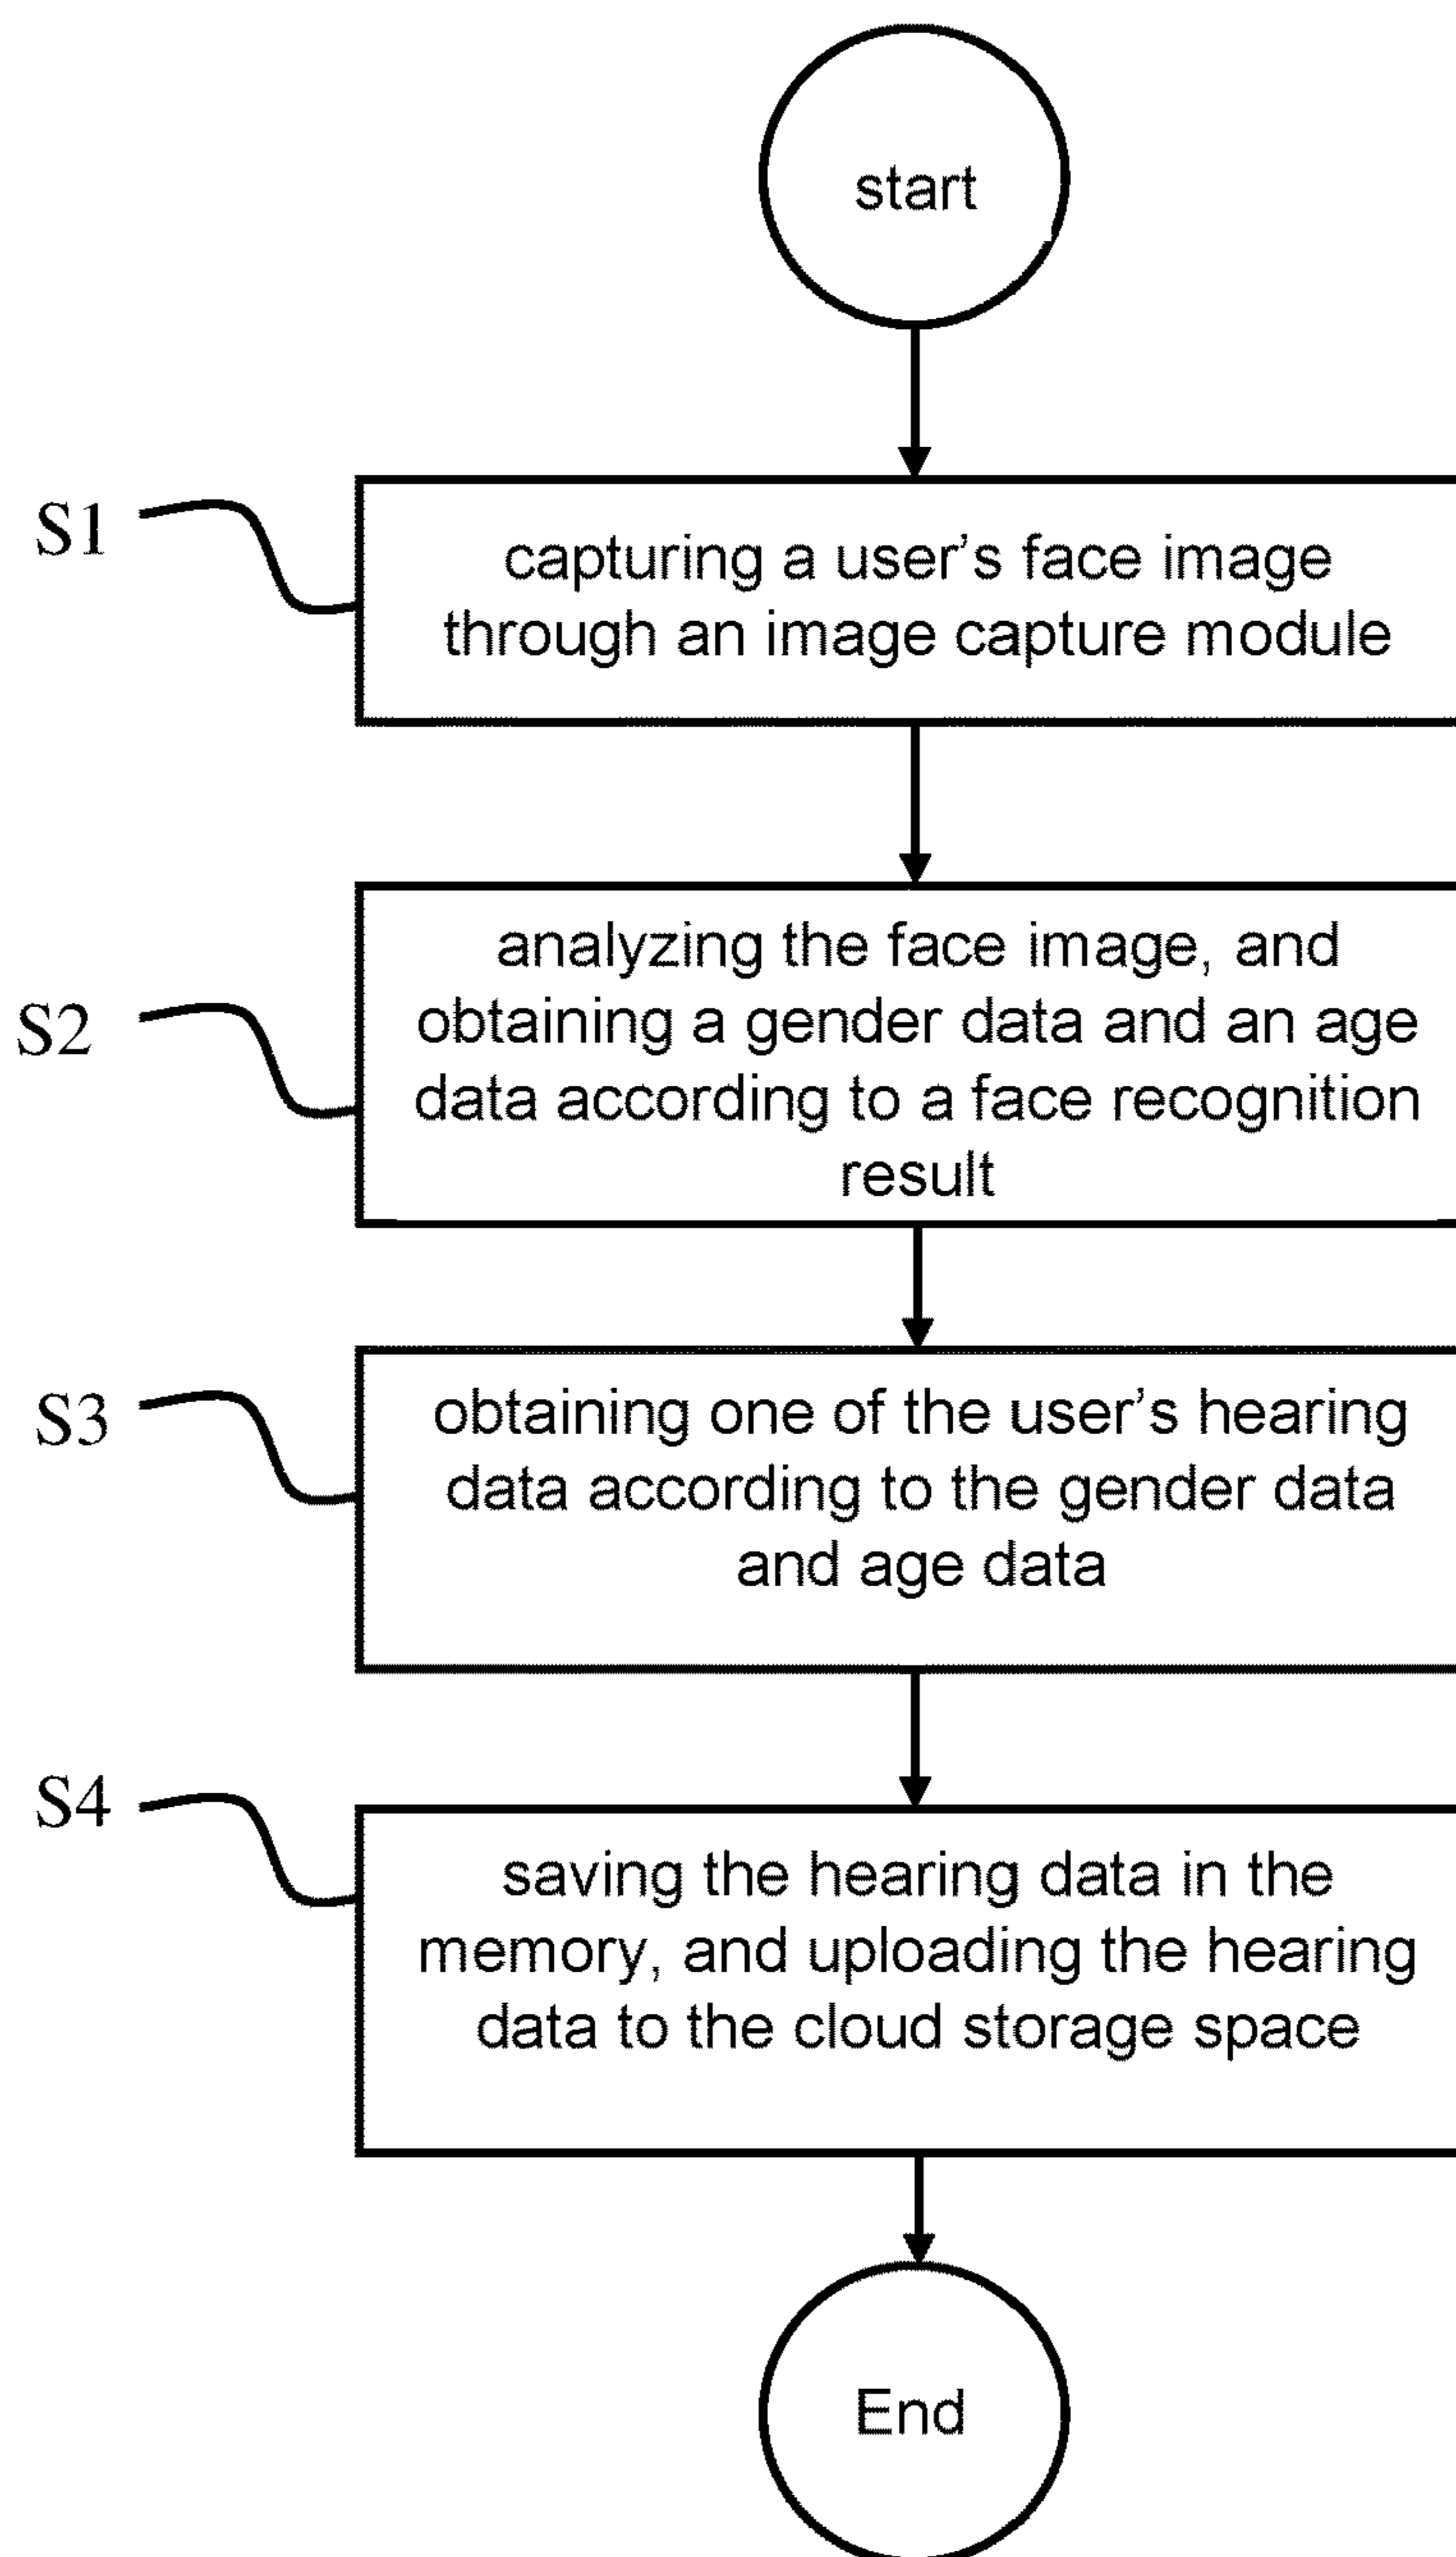 start
S1
capturing a user's face image
through an image capture module
S2
analyzing the face image, and
obtaining a gender data and an age
data according to a face recognition
result
S3
obtaining one of the user's hearing
data according to the gender data
and age data
S4
saving the hearing data in the
memory, and uploading the hearing
data to the cloud storage space
End